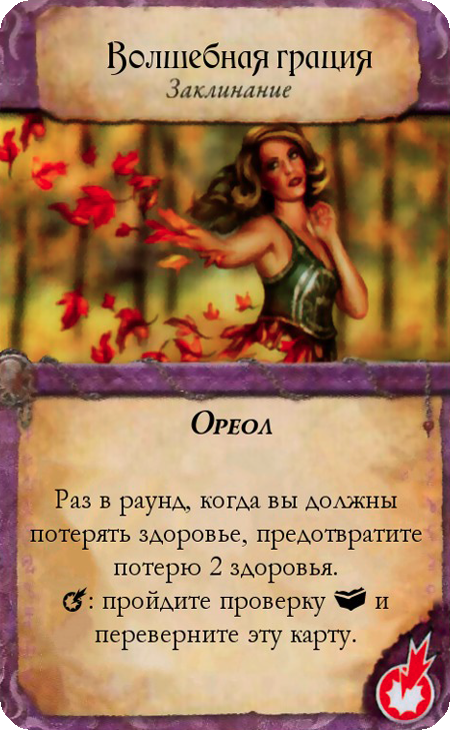 Волшебная грация
Заклинание
Ореол
Раз в раунд, когда вы должны
потерять здоровье, предотвратите
потерю 2 здоровья.
: пройдите проверку и
переверните эту карту.